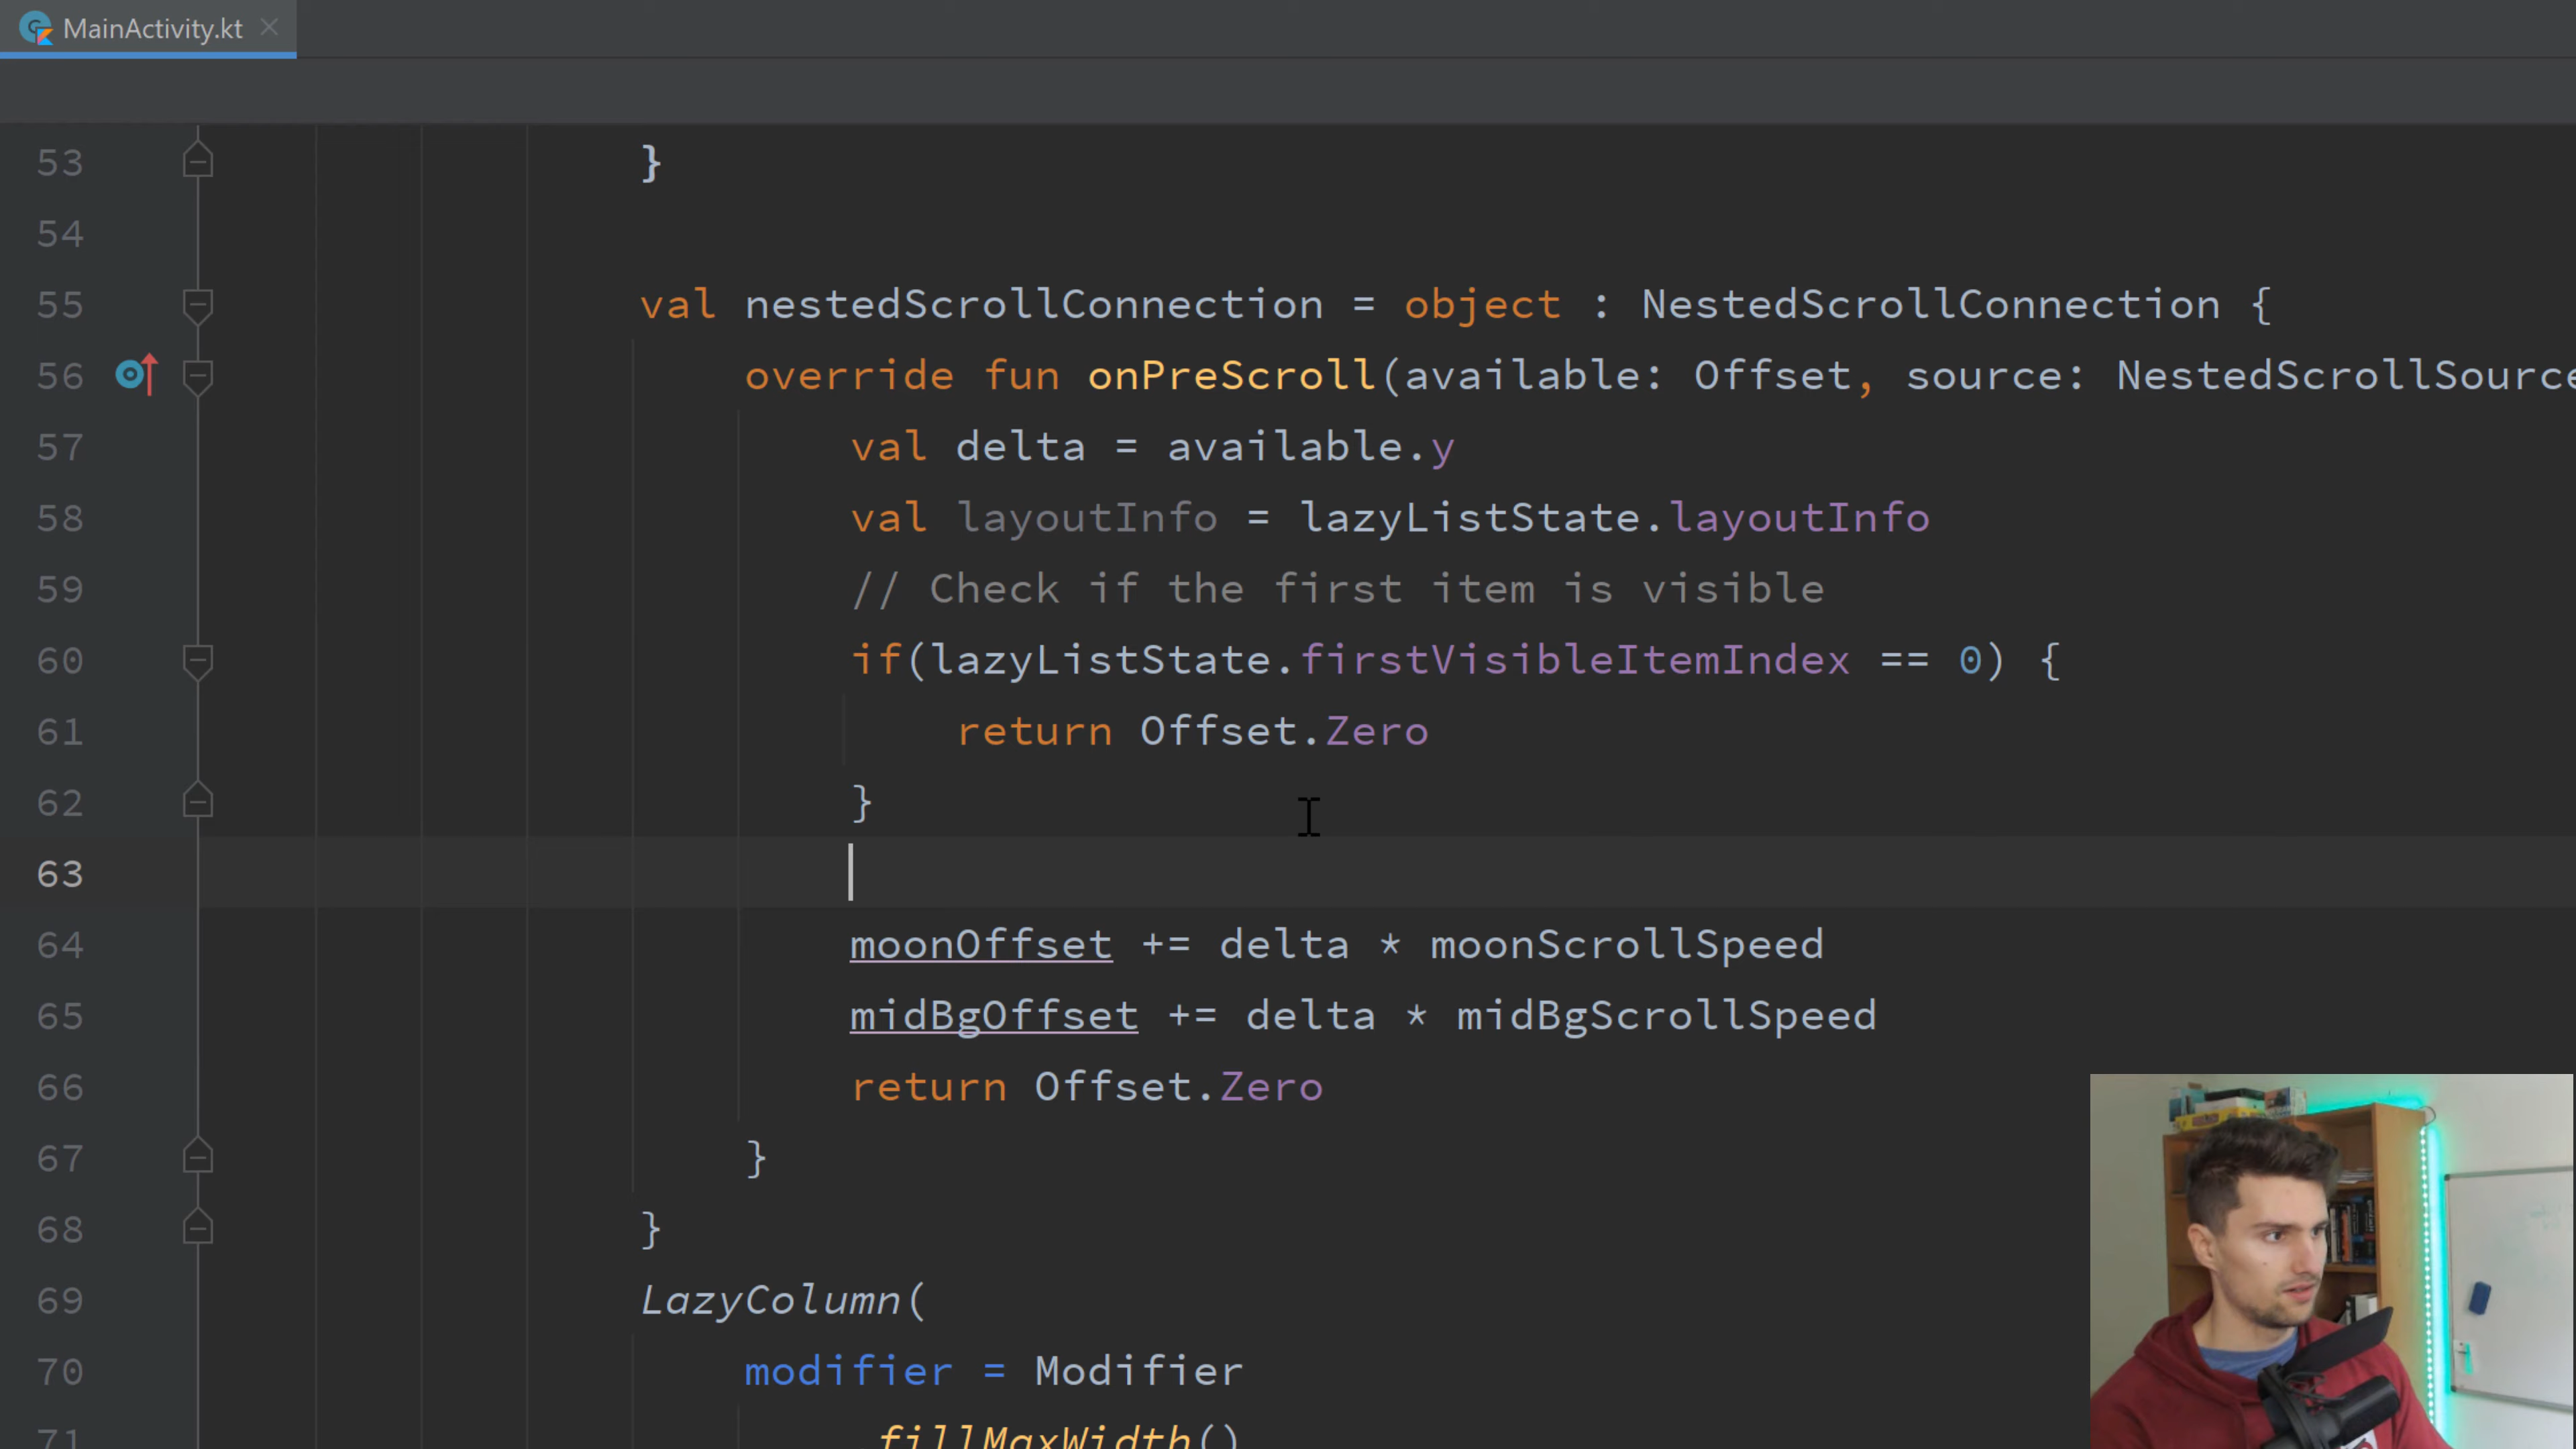 MainActivity.kt
53 }
54
55 val nestedScrollConnection = object : NestedScrollConnection {
56 override fun onPreScroll(available: Offset, source: NestedScrollSource
57 val delta = available.y
58 val layoutInfo = lazyListState.layoutInfo
59 // Check if the first item is visible
60 if(lazyListState.firstVisibleItemIndex == 0) {
61 return Offset.Zero
62 }
63
64 moonOffset += delta * moonScrollSpeed
65 midBgOffset += delta * midBgScrollSpeed
66 return Offset.Zero
67 }
68 }
69 LazyColumn(
70 modifier = Modifier
71 fillMaxWidth()